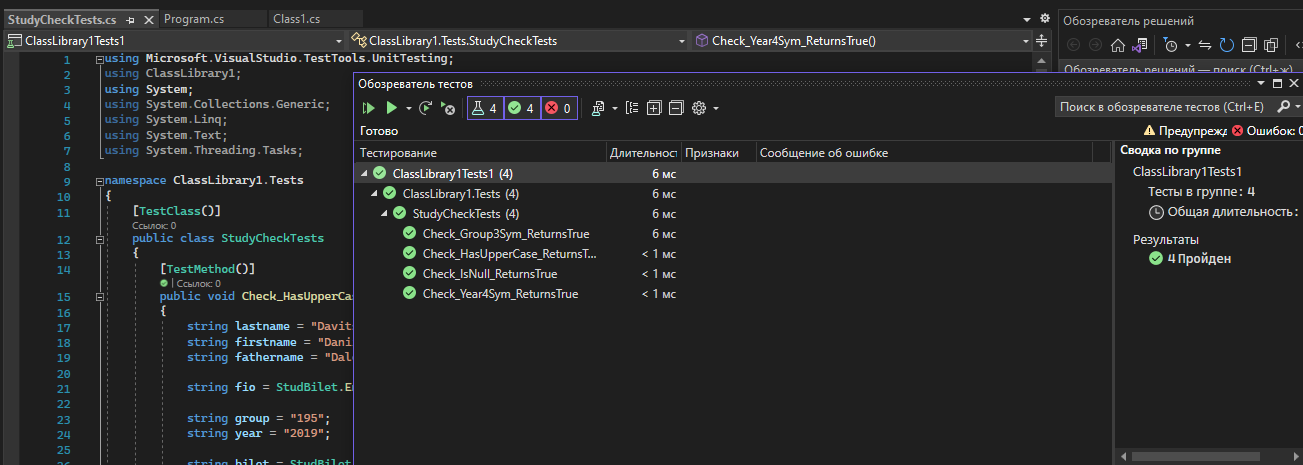 StudyCheckTests.cs
Program.cs
Class1.cs
ClassLibrary1Tests1
ClassLibrary1.Tests.StudyCheckTests
Check_Year4Sym_ReturnsTrue()
Обозреватель решений
Обозреватель решений — поиск (Ctrl+ж)
1 using Microsoft.VisualStudio.TestTools.UnitTesting;
2 using ClassLibrary1;
3 using System;
4 using System.Collections.Generic;
5 using System.Linq;
6 using System.Text;
7 using System.Threading.Tasks;
8
9 namespace ClassLibrary1.Tests
10 {
11 [TestClass()]
Ссылок: 0
12 public class StudyCheckTests
13 {
14 [TestMethod()]
| Ссылок: 0
15 public void Check_HasUpperCas
16 {
17 string lastname = "Davit
18 string firstname = "Dani
19 string fathername = "Dal
20
21 string fio = StudBilet.E
22
23 string group = "195";
24 string year = "2019";
25
26 string bilet = StudBilet.
Обозреватель тестов
4 4 0
Поиск в обозревателе тестов (Ctrl+E)
Готово
Предупрежд
Ошибок: 0
Тестирование Длительност Признаки Сообщение об ошибке
ClassLibrary1Tests1 (4) 6 мс
ClassLibrary1.Tests (4) 6 мс
StudyCheckTests (4) 6 мс
Check_Group3Sym_ReturnsTrue 6 мс
Check_HasUpperCase_ReturnsT... < 1 мс
Check_IsNull_ReturnsTrue < 1 мс
Check_Year4Sym_ReturnsTrue < 1 мс
Сводка по группе
ClassLibrary1Tests1
Тесты в группе: 4
Общая длительность:
Результаты
4 Пройден